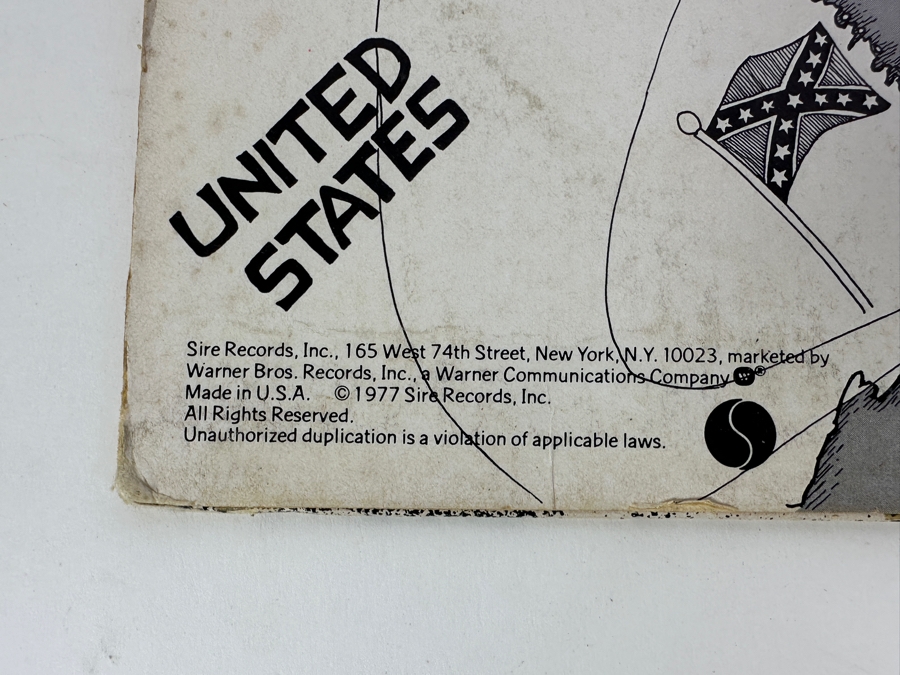 UNITED
STATES
Sire Records, Inc., 165 West 74th Street, New York, N.Y. 10023, marketed by
Warner Bros. Records, Inc., a Warner Communications Company ®
Made in U.S.A. © 1977 Sire Records, Inc.
All Rights Reserved.
Unauthorized duplication is a violation of applicable laws.